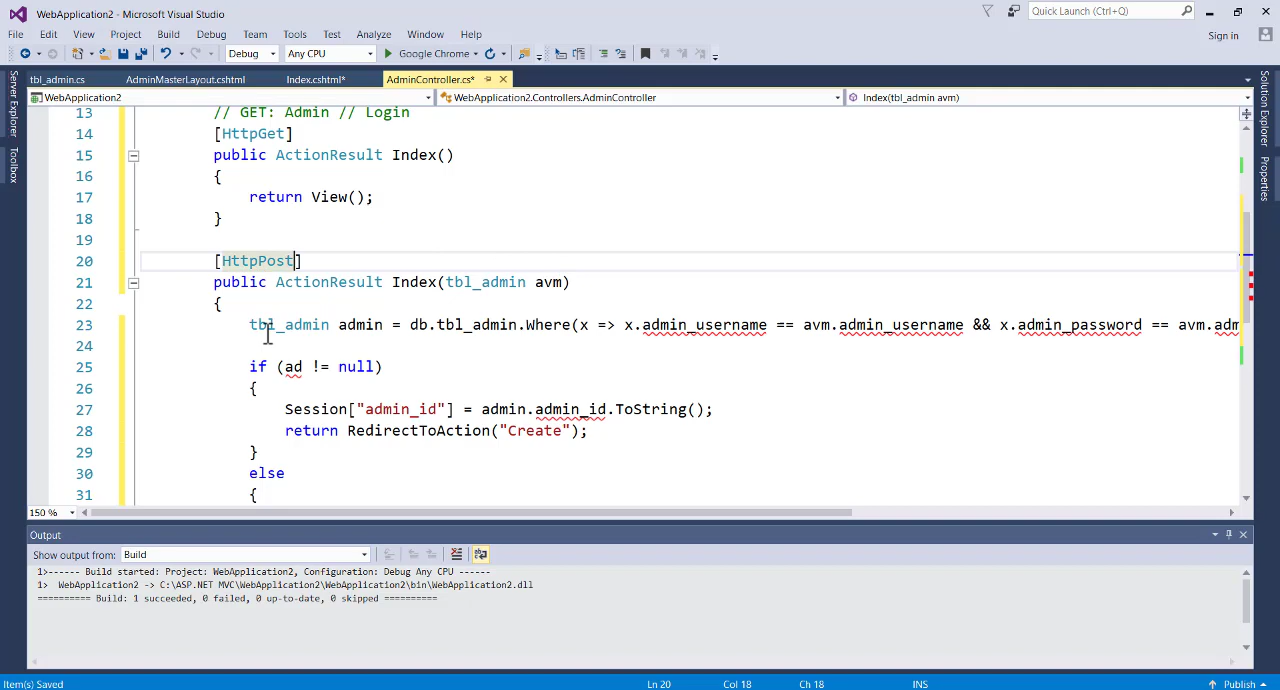 WebApplication2 - Microsoft Visual Studio
Quick Launch (Ctrl+Q)
File Edit View Project Build Debug Team Tools Test Analyze Window Help
Sign in
Debug Any CPU Google Chrome
Server Explorer
Toolbox
Solution Explorer
Properties
tbl_admin.cs AdminMasterLayout.cshtml Index.cshtml* AdminController.cs*
WebApplication2 WebApplication2.Controllers.AdminController Index(tbl_admin avm)
13 // GET: Admin // Login
14 [HttpGet]
15 public ActionResult Index()
16 {
17 return View();
18 }
19
20 [HttpPost]
21 public ActionResult Index(tbl_admin avm)
22 {
23 tbl_admin admin = db.tbl_admin.Where(x => x.admin_username == avm.admin_username && x.admin_password == avm.adm
24
25 if (ad != null)
26 {
27 Session["admin_id"] = admin.admin_id.ToString();
28 return RedirectToAction("Create");
29 }
30 else
31 {
150 %
Output
Show output from: Build
1>------ Build started: Project: WebApplication2, Configuration: Debug Any CPU ------
1> WebApplication2 -> C:\ASP.NET MVC\WebApplication2\WebApplication2\bin\WebApplication2.dll
========== Build: 1 succeeded, 0 failed, 0 up-to-date, 0 skipped ==========
Item(s) Saved Ln 20 Col 18 Ch 18 INS Publish